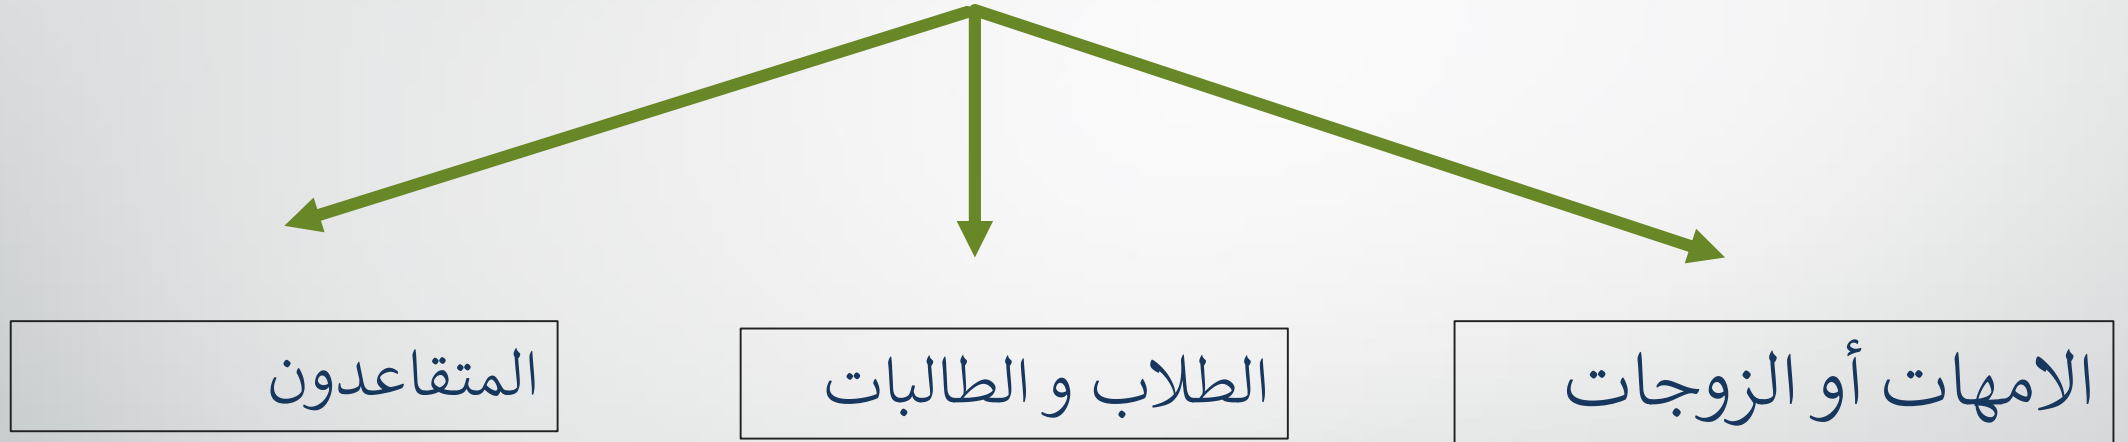 الامهات أو الزوجات
الطلاب و الطالبات
المتقاعدون